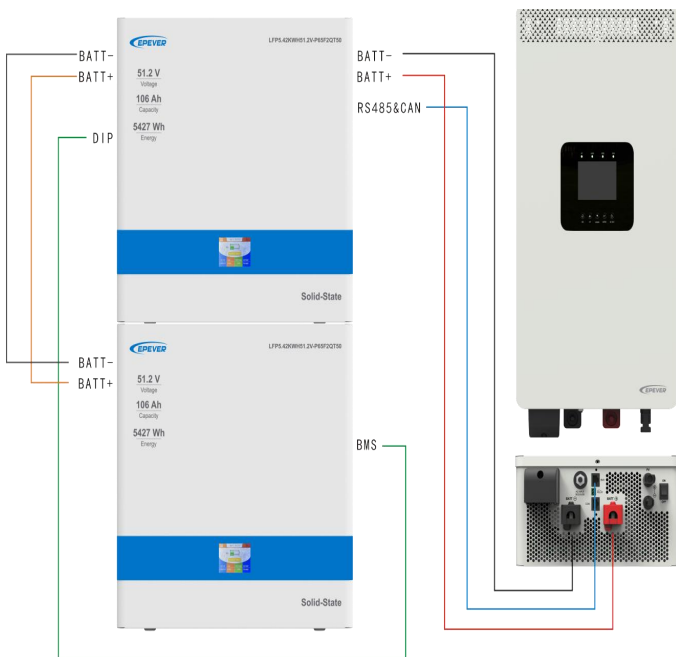 EPEVER
LFP5.42KWH51.2V-P65F2QT50
BATT-
BATT+
DIP
51.2 V
Voltage
106 Ah
Capacity
5427 Wh
Energy
BATT-
BATT+
RS485&CAN
Solid-State
EPEVER
LFP5.42KWH51.2V-P65F2QT50
BATT-
BATT+
51.2 V
Voltage
106 Ah
Capacity
5427 Wh
Energy
BMS
Solid-State
EPEVER
BATT
BATT